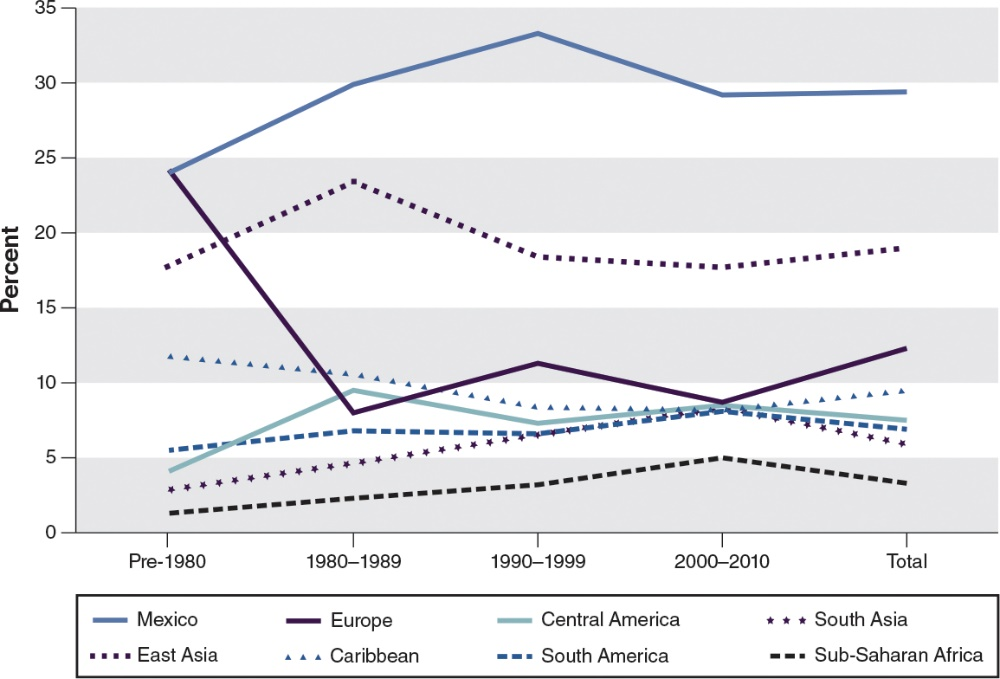 35
30
25
20
15
10
5
0
Percent
Pre-1980 1980–1989 1990–1999 2000–2010 Total
Mexico Europe Central America South Asia
East Asia Caribbean South America Sub-Saharan Africa